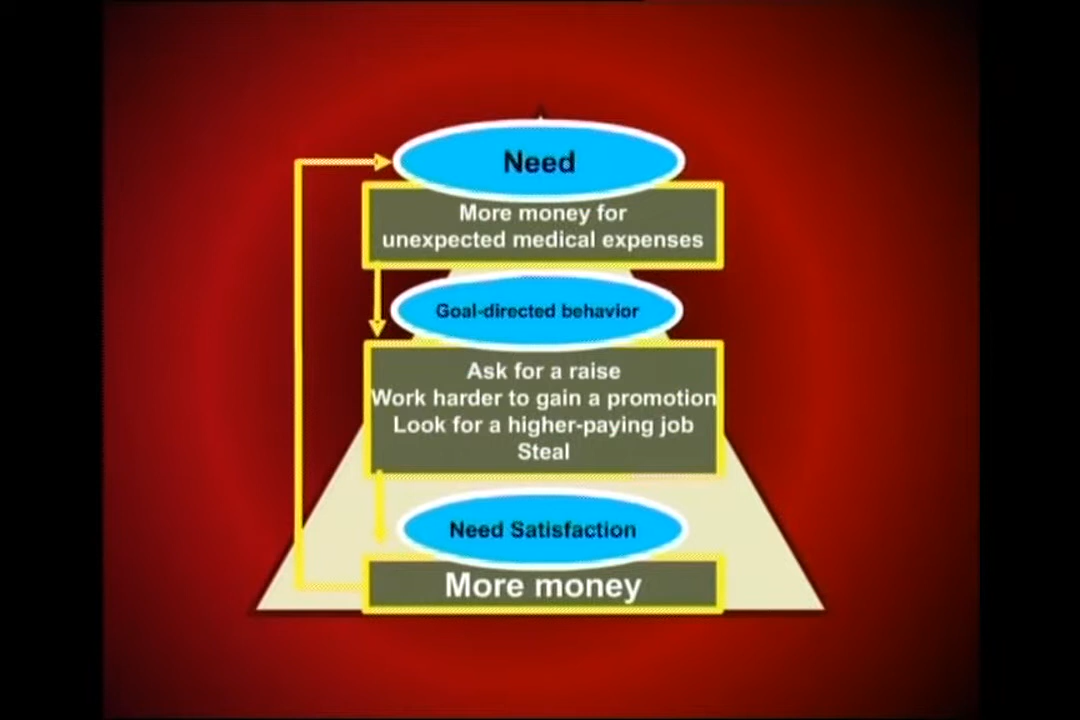 Need
More money for
unexpected medical expenses
Goal-directed behavior
Ask for a raise
Work harder to gain a promotion
Look for a higher-paying job
Steal
Need Satisfaction
More money